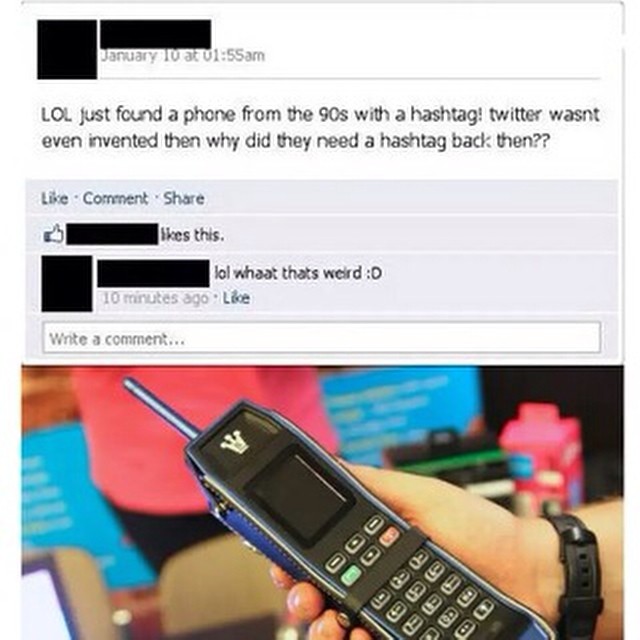 January 10 at 01:55am
LOL just found a phone from the 90s with a hashtag! twitter wasnt
even invented then why did they need a hashtag back then??
Like · Comment · Share
likes this.
lol whaat thats weird :D
10 minutes ago · Like
Write a comment...